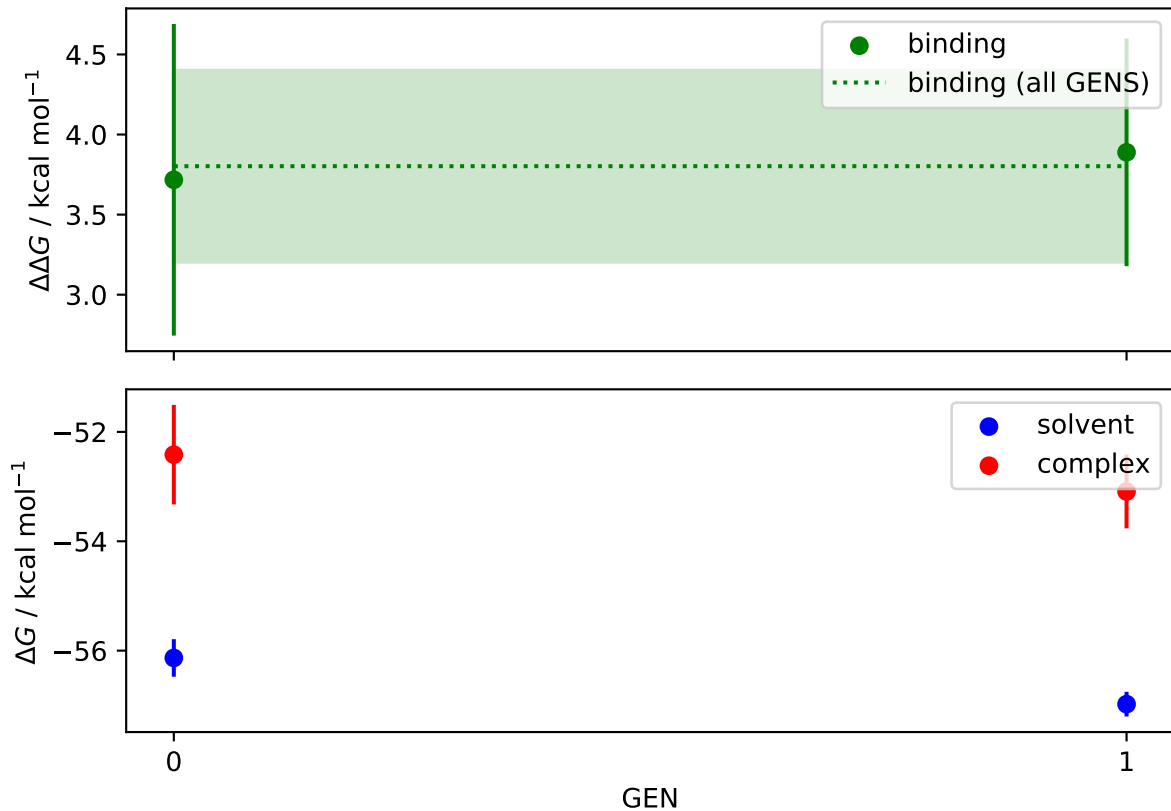 4.5
4.0
3.5
3.0
ΔΔG / kcal mol⁻¹
binding
binding (all GENS)
−52
−54
−56
ΔG / kcal mol⁻¹
solvent
complex
0
1
GEN